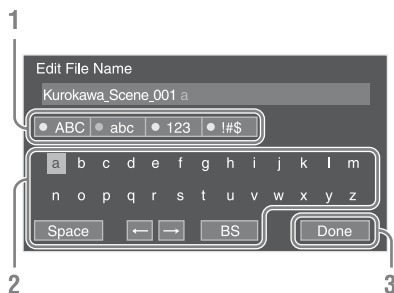 1
Edit File Name
Kurokawa_Scene_001 a
ABC abc 123 !#$
a b c d e f g h i j k l m
n o p q r s t u v w x y z
Space ← → BS Done
2 3